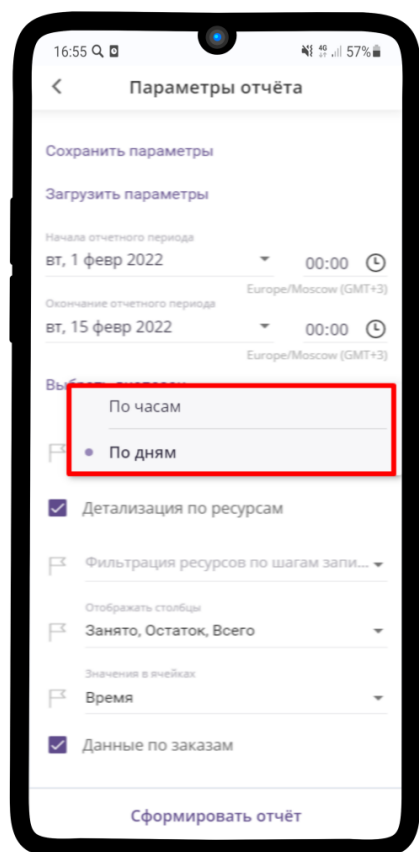 16:55
4G
57%
Параметры отчёта
Сохранить параметры
Загрузить параметры
Начала отчетного периода
вт, 1 февр 2022
00:00
Europe/Moscow (GMT+3)
Окончание отчетного периода
вт, 15 февр 2022
00:00
Europe/Moscow (GMT+3)
По часам
По дням
Детализация по ресурсам
Фильтрация ресурсов по шагам запи...
Отображать столбцы
Занято, Остаток, Всего
Значения в ячейках
Время
Данные по заказам
Сформировать отчёт